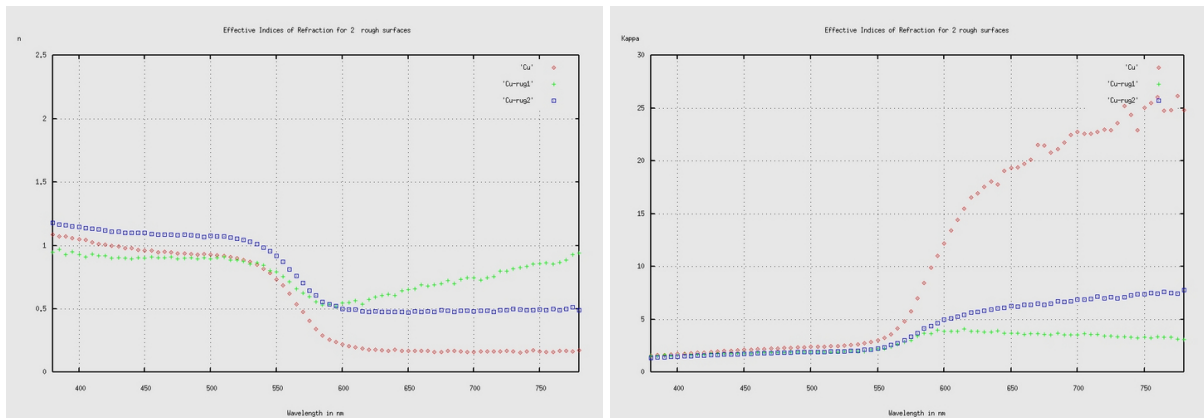 Effective Indices of Refraction for 2 rough surfaces
n
2,5
'Cu'
'Cu-rug1'
'Cu-rug2'
2
1,5
1
0,5
0
400 450 500 550 600 650 700 750
Wavelength in nm
Effective Indices of Refraction for 2 rough surfaces
Kappa
30
'Cu'
'Cu-rug1'
25
'Cu-rug2'
20
15
10
5
0
400 450 500 550 600 650 700 750
Wavelength in nm